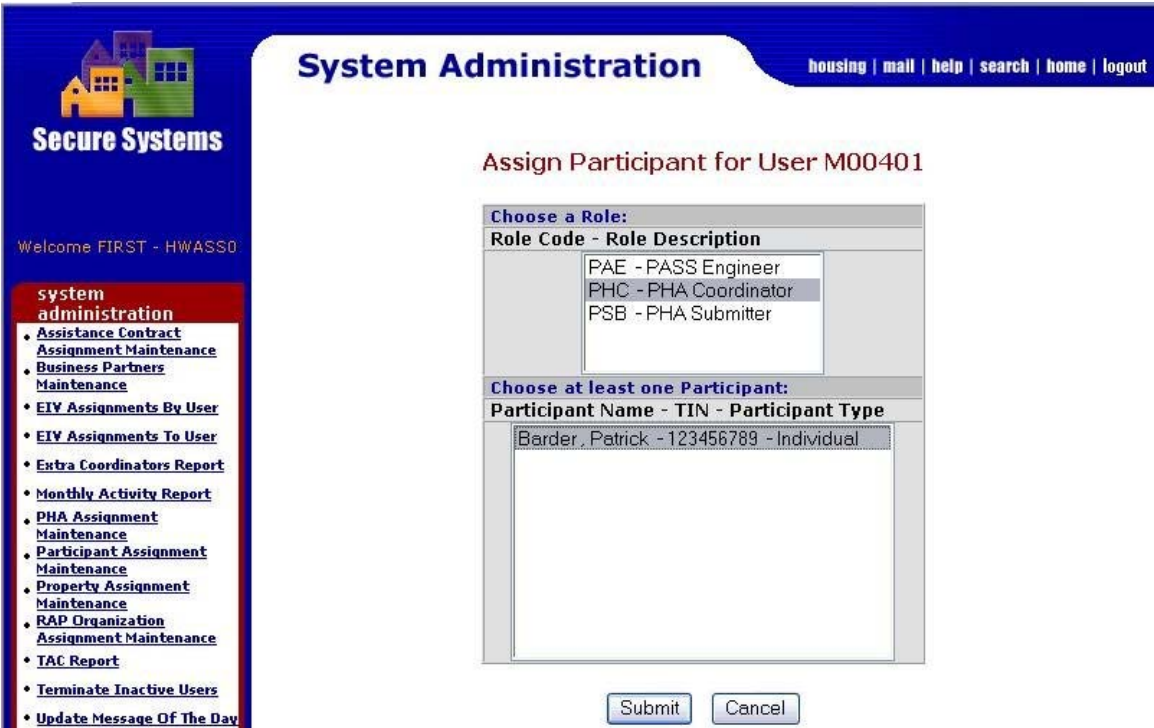 System Administration
housing | mail | help | search | home | logout
Secure Systems
Welcome FIRST - HWASS0
system
administration
Assistance Contract
Assignment Maintenance
Business Partners
Maintenance
EIV Assignments By User
EIV Assignments To User
Extra Coordinators Report
Monthly Activity Report
PHA Assignment
Maintenance
Participant Assignment
Maintenance
Property Assignment
Maintenance
RAP Organization
Assignment Maintenance
TAC Report
Terminate Inactive Users
Update Message Of The Day
Assign Participant for User M00401
Choose a Role:
Role Code - Role Description
PAE - PASS Engineer
PHC - PHA Coordinator
PSB - PHA Submitter
Choose at least one Participant:
Participant Name - TIN - Participant Type
Barder, Patrick - 123456789 - Individual
Submit
Cancel